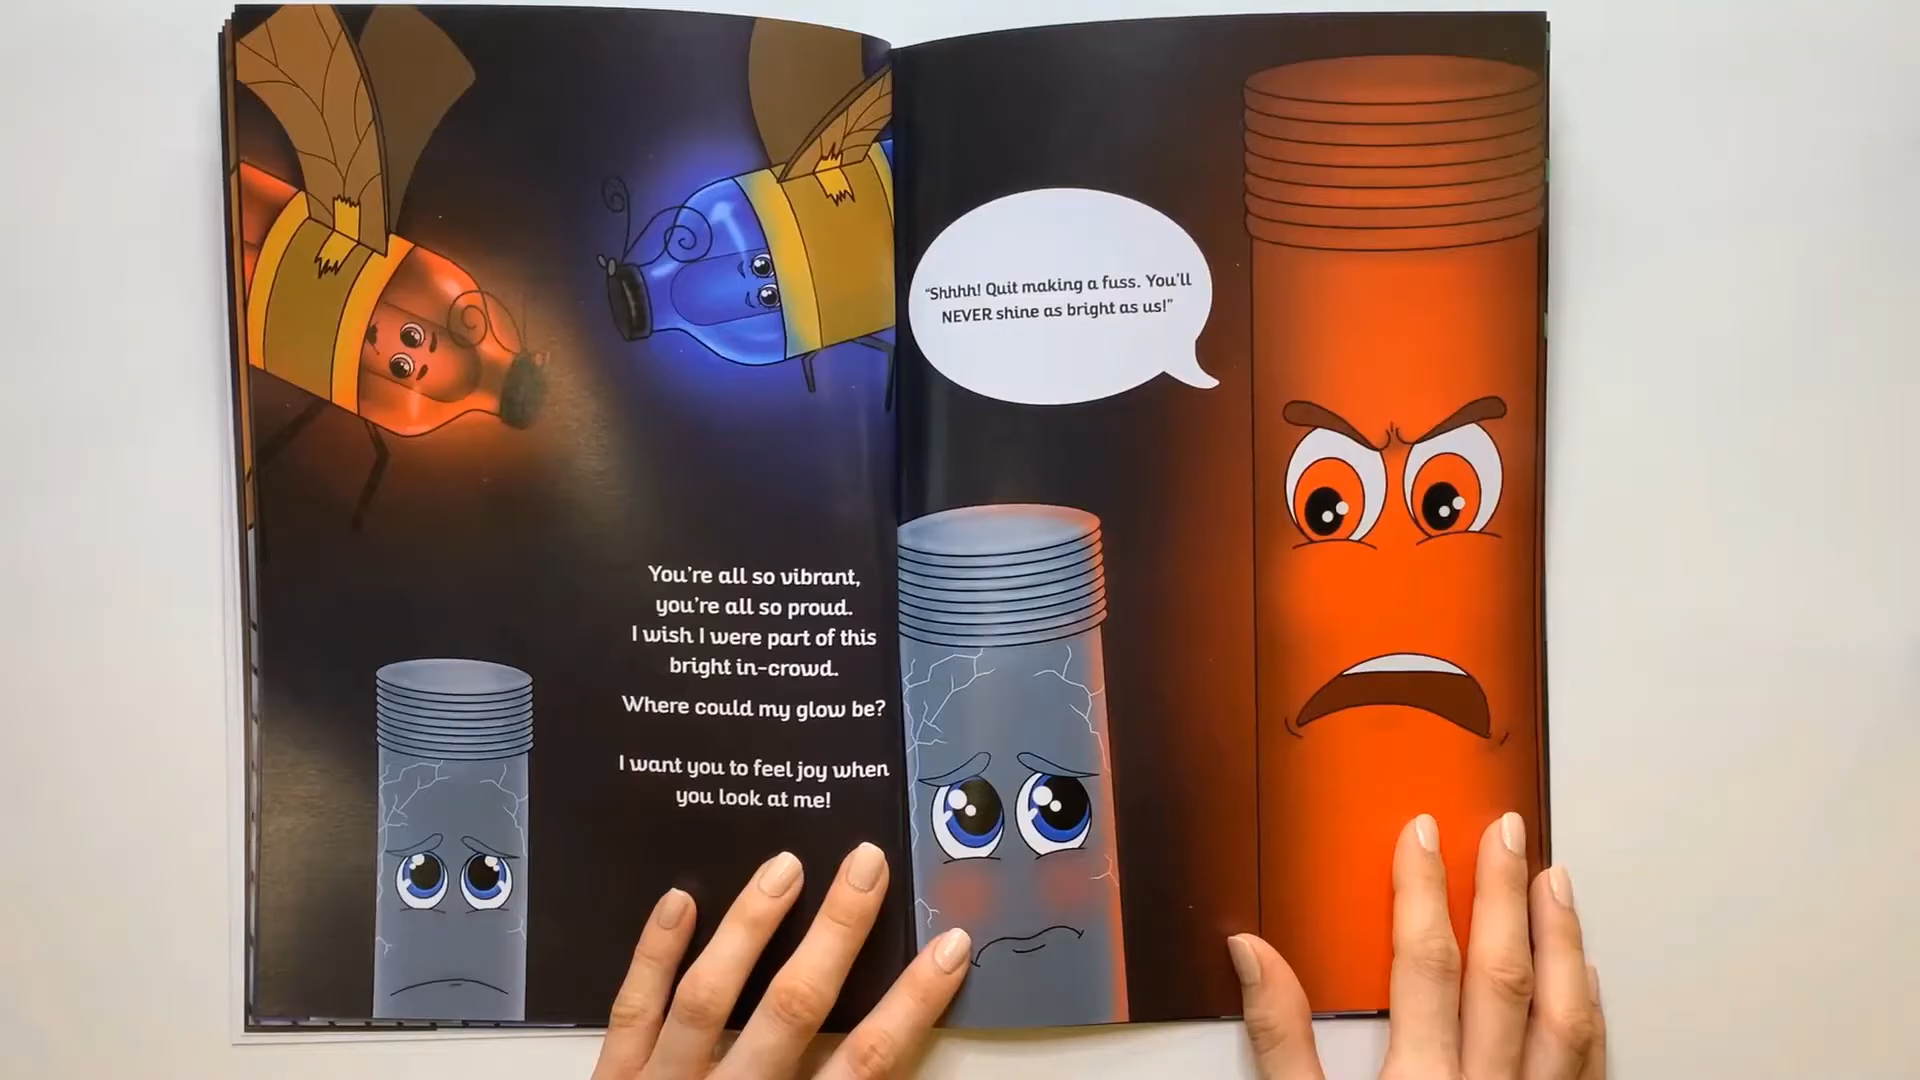 You're all so vibrant,
you're all so proud.
I wish I were part of this
bright in-crowd.
Where could my glow be?
I want you to feel joy when
you look at me!
"Shhhh! Quit making a fuss. You'll
NEVER shine as bright as us!"